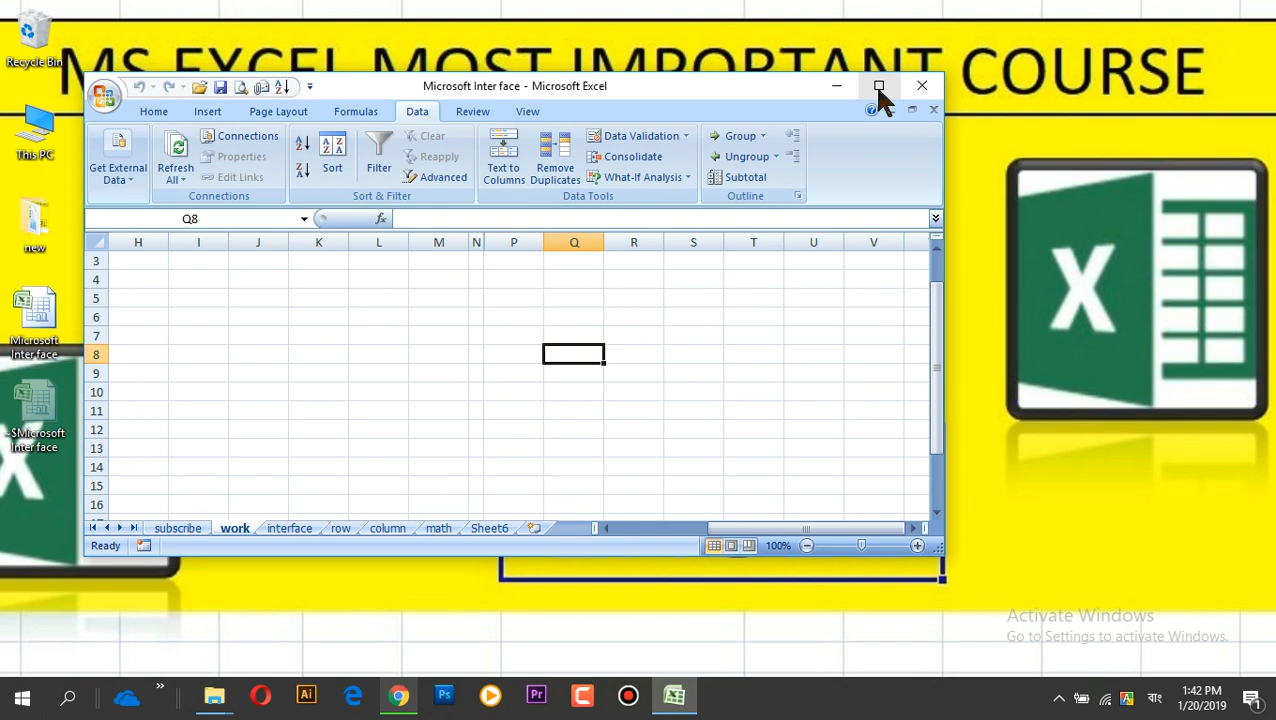 MS EXCEL MOST IMPORTANT COURSE
Recycle Bin
This PC
new
Microsoft
Inter face
~$Microsoft
Inter face
Microsoft Inter face - Microsoft Excel
Home Insert Page Layout Formulas Data Review View
Get External
Data
Refresh
All
Connections
Properties
Edit Links
Connections
Sort
Filter
Clear
Reapply
Advanced
Sort & Filter
Text to
Columns
Remove
Duplicates
Data Validation
Consolidate
What-If Analysis
Data Tools
Group
Ungroup
Subtotal
Outline
Q8
fx
H I J K L M N P Q R S T U V
3
4
5
6
7
8
9
10
11
12
13
14
15
16
subscribe work interface row column math Sheet6
Ready
100%
Activate Windows
Go to Settings to activate Windows.
Ai Ps Pr
বাং
1:42 PM
1/20/2019
1